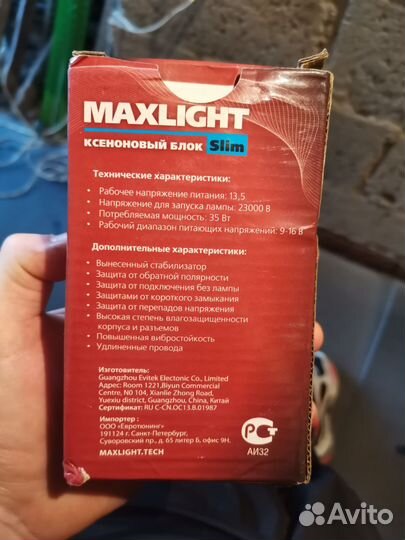 MAXLIGHT
КСЕНОНОВЫЙ БЛОК Slim
Технические характеристики:
• Рабочее напряжение питания: 13,5
• Напряжение для запуска лампы: 23000 В
• Потребляемая мощность: 35 Вт
• Рабочий диапазон питающих напряжений: 9-16 В
Дополнительные характеристики:
• Вынесенный стабилизатор
• Защита от обратной полярности
• Защита от подключения без лампы
• Защитами от короткого замыкания
• Защита от перепадов напряжения
• Высокая степень влагозащищенности
корпуса и разъемов
• Повышенная вибростойкость
• Удлиненные провода
Изготовитель:
Guangzhou Evitek Electonic Co., Limited
Адрес: Room 1221,Biyun Commercial
Centre, N0 104, Xianlie Zhong Road,
Yuexiu district, Guangzhou, China, Китай
Сертификат: RU C-CN.OC13.B.01987
Импортер :
ООО «Евротюнинг»
191124 г. Санкт-Петербург,
Суворовский пр., д. 65 литер Б, офис 9Н.
MAXLIGHT.TECH
РСТ
АИ32
Avito